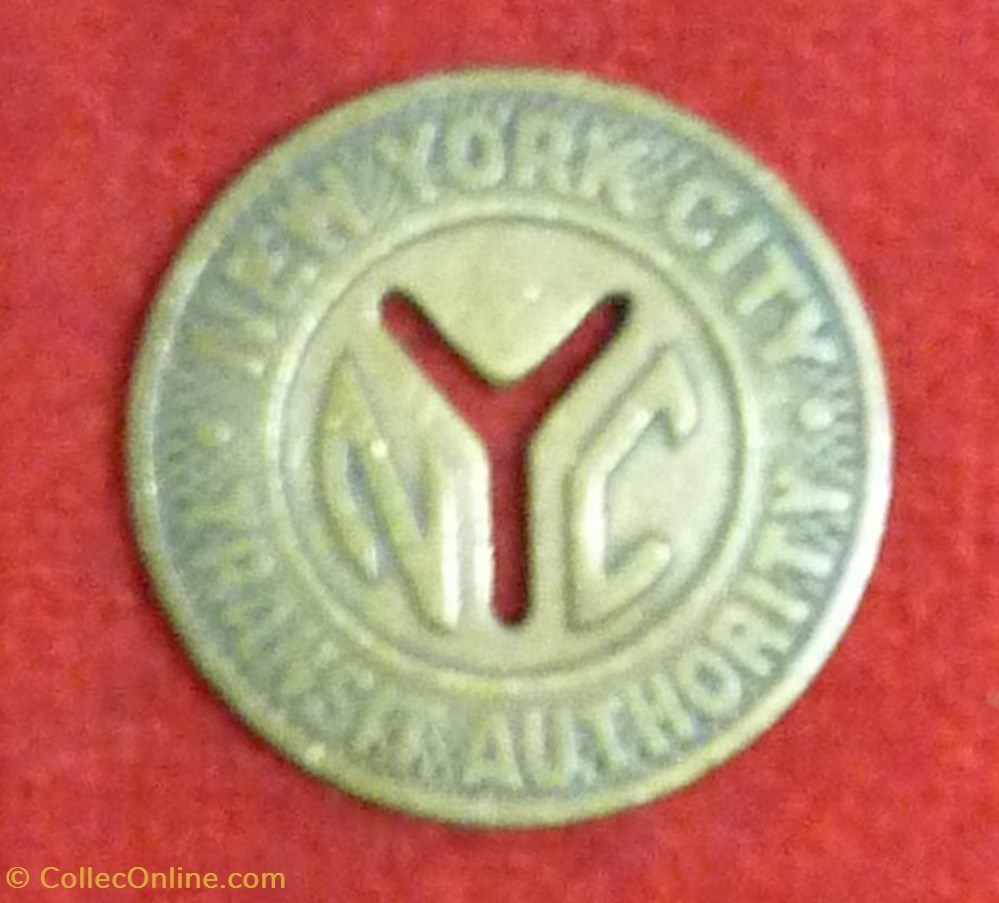 NEW YORK CITY
NYC
TRANSIT AUTHORITY
© CollecOnline.com